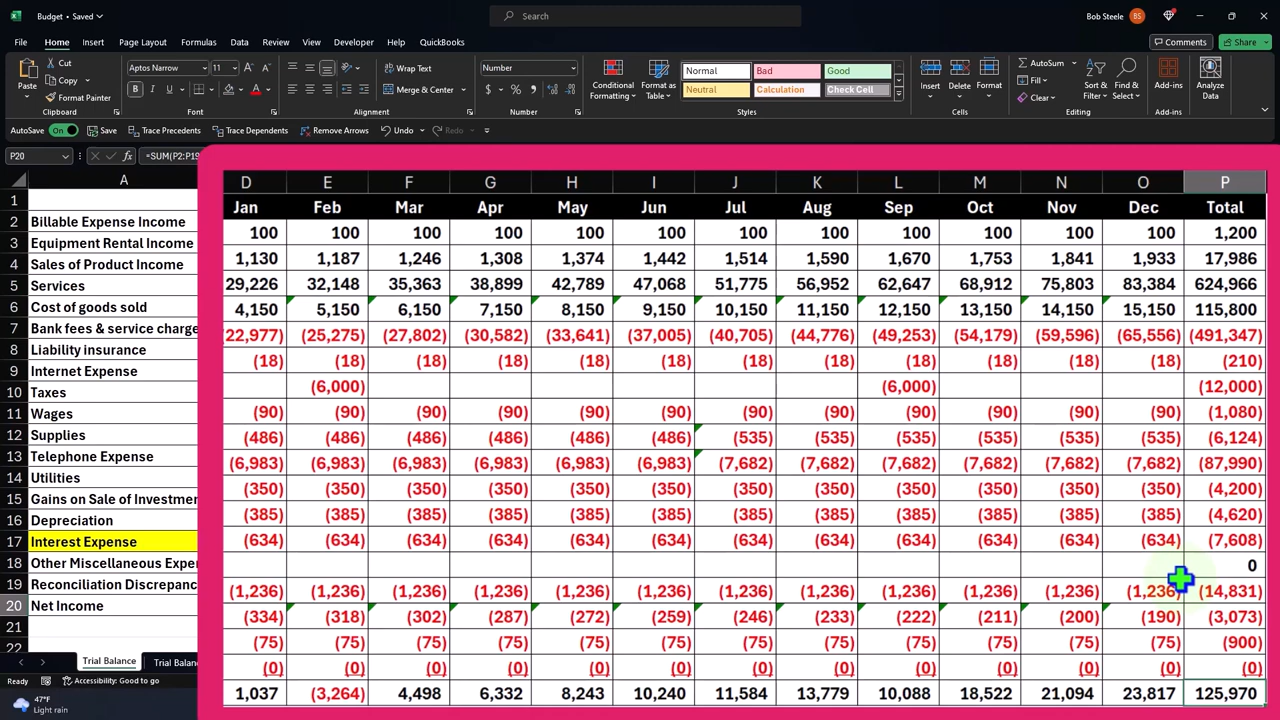 Budget • Saved
Search
Bob Steele BS
File Home Insert Page Layout Formulas Data Review View Developer Help QuickBooks Comments Share
Paste Cut Copy Format Painter Clipboard
Aptos Narrow 11 A A B I U A Font
Wrap Text Merge & Center Alignment
Number $ % , Number
Conditional Formatting Format as Table Normal Bad Good Neutral Calculation Check Cell Styles
Insert Delete Format Cells
AutoSum Fill Clear Sort & Filter Find & Select Editing
Add-ins Add-ins
Analyze Data
AutoSave On Save Trace Precedents Trace Dependents Remove Arrows Undo Redo
P20 fx =SUM(P2:P19
A D E F G H I J K L M N O P
1 Jan Feb Mar Apr May Jun Jul Aug Sep Oct Nov Dec Total
2 Billable Expense Income
3 Equipment Rental Income
4 Sales of Product Income
5 Services
6 Cost of goods sold
7 Bank fees & service charge
8 Liability insurance
9 Internet Expense
10 Taxes
11 Wages
12 Supplies
13 Telephone Expense
14 Utilities
15 Gains on Sale of Investmen
16 Depreciation
17 Interest Expense
18 Other Miscellaneous Expen
19 Reconciliation Discrepanc
20 Net Income
21
22
100 100 100 100 100 100 100 100 100 100 100 100 1,200
1,130 1,187 1,246 1,308 1,374 1,442 1,514 1,590 1,670 1,753 1,841 1,933 17,986
29,226 32,148 35,363 38,899 42,789 47,068 51,775 56,952 62,647 68,912 75,803 83,384 624,966
4,150 5,150 6,150 7,150 8,150 9,150 10,150 11,150 12,150 13,150 14,150 15,150 115,800
(22,977) (25,275) (27,802) (30,582) (33,641) (37,005) (40,705) (44,776) (49,253) (54,179) (59,596) (65,556) (491,347)
(18) (18) (18) (18) (18) (18) (18) (18) (18) (18) (18) (18) (210)
(6,000) (6,000) (12,000)
(90) (90) (90) (90) (90) (90) (90) (90) (90) (90) (90) (90) (1,080)
(486) (486) (486) (486) (486) (486) (535) (535) (535) (535) (535) (535) (6,124)
(6,983) (6,983) (6,983) (6,983) (6,983) (6,983) (7,682) (7,682) (7,682) (7,682) (7,682) (7,682) (87,990)
(350) (350) (350) (350) (350) (350) (350) (350) (350) (350) (350) (350) (4,200)
(385) (385) (385) (385) (385) (385) (385) (385) (385) (385) (385) (385) (4,620)
(634) (634) (634) (634) (634) (634) (634) (634) (634) (634) (634) (634) (7,608)
0
(1,236) (1,236) (1,236) (1,236) (1,236) (1,236) (1,236) (1,236) (1,236) (1,236) (1,236) (1,236) (14,831)
(334) (318) (302) (287) (272) (259) (246) (233) (222) (211) (200) (190) (3,073)
(75) (75) (75) (75) (75) (75) (75) (75) (75) (75) (75) (75) (900)
(0) (0) (0) (0) (0) (0) (0) (0) (0) (0) (0) (0) (0)
1,037 (3,264) 4,498 6,332 8,243 10,240 11,584 13,779 10,088 18,522 21,094 23,817 125,970
Trial Balance Trial Balan
Ready Accessibility: Good to go
47°F
Light rain